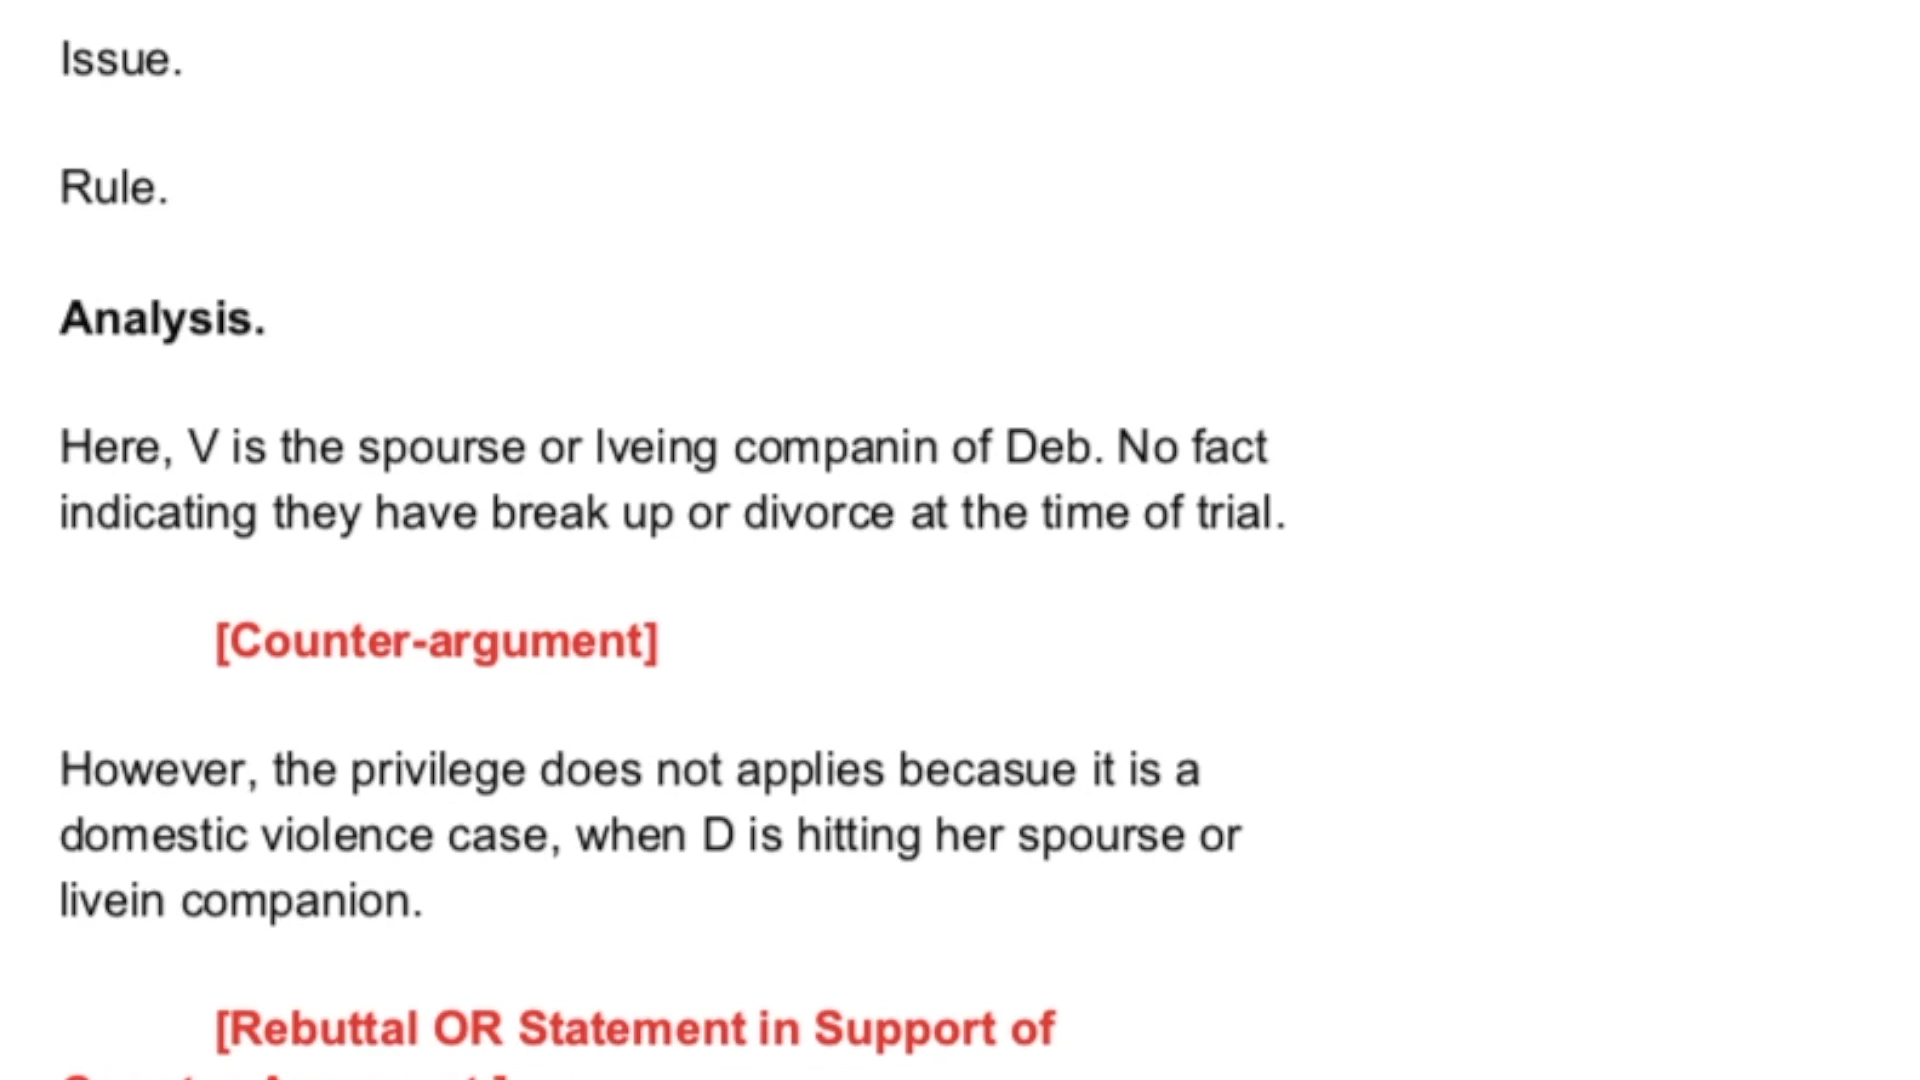 Issue.
Rule.
Analysis.
Here, V is the spourse or lveing companin of Deb. No fact
indicating they have break up or divorce at the time of trial.
[Counter-argument]
However, the privilege does not applies becasue it is a
domestic violence case, when D is hitting her spourse or
livein companion.
[Rebuttal OR Statement in Support of